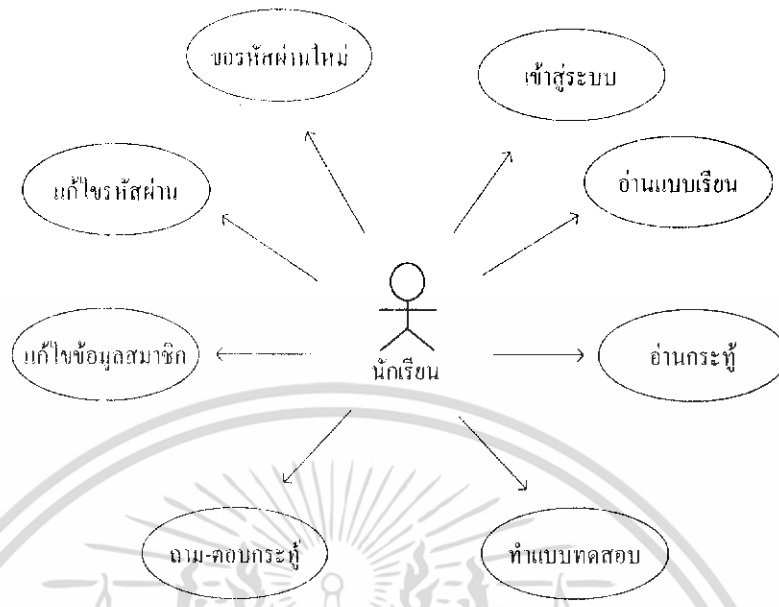 ขอรหัสผ่านใหม่
เข้าสู่ระบบ
แก้ไขรหัสผ่าน
อ่านแบบเรียน
แก้ไขข้อมูลสมาชิก
นักเรียน
อ่านกระทู้
ถาม-ตอบกระทู้
ทำแบบทดสอบ